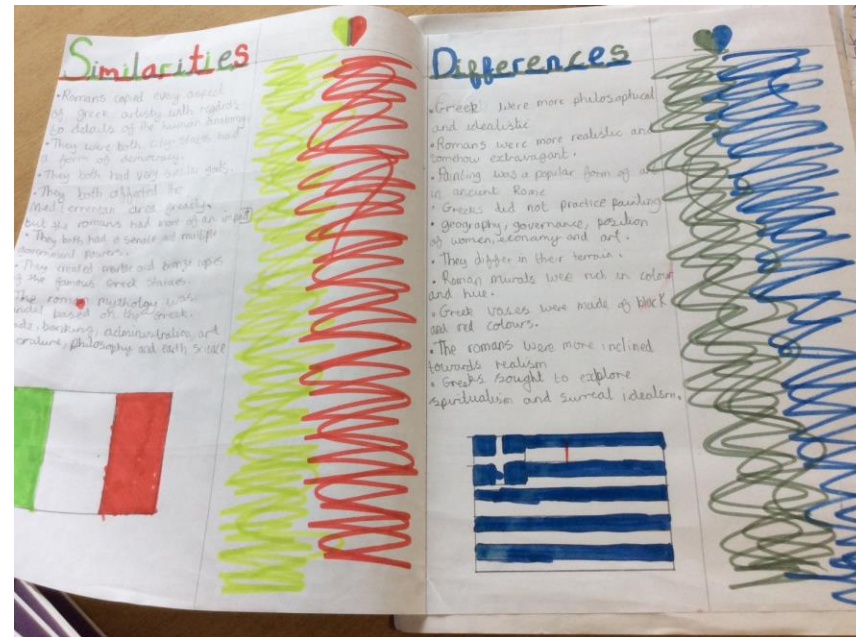 Similarities
• Romans copied every aspect
of greek artistry with regards
to details of the human anatomy.
• They were both city-states had
a form of democracy.
• They both had very similar gods.
• They both affected the
Mediterranean area greatly.
but the romans had more of an impact
• They both had a senate and multiple
government powers.
• They created marble and bronze copies
of the famous Greek
The roman mythology was
based on the Greek.
banking, administration, art
philosophy and earth science
Differences
• Greek were more philosophical
and idealistic
• Romans were more realistic and
somehow extravagant.
• Painting was a popular form of art
in ancient Rome
• Greeks did not practice painting
• geography, governance, position
of women, economy and art.
• They differ in their terrain.
• Roman murals were rich in colour
and hue.
• Greek vases were made of black
and red colours.
• The romans were more inclined
towards realism
• Greeks sought to explore
spiritualism and surreal idealism.